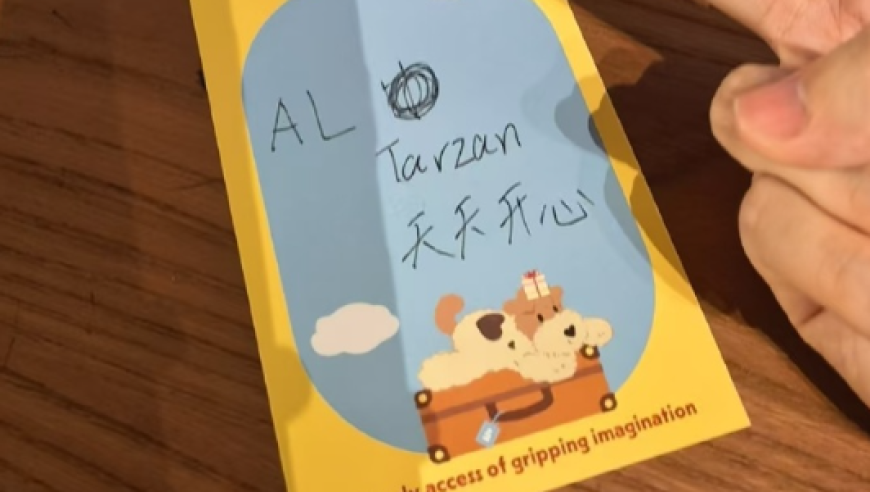 AL
Tarzan
天天开心
access of gripping imagination